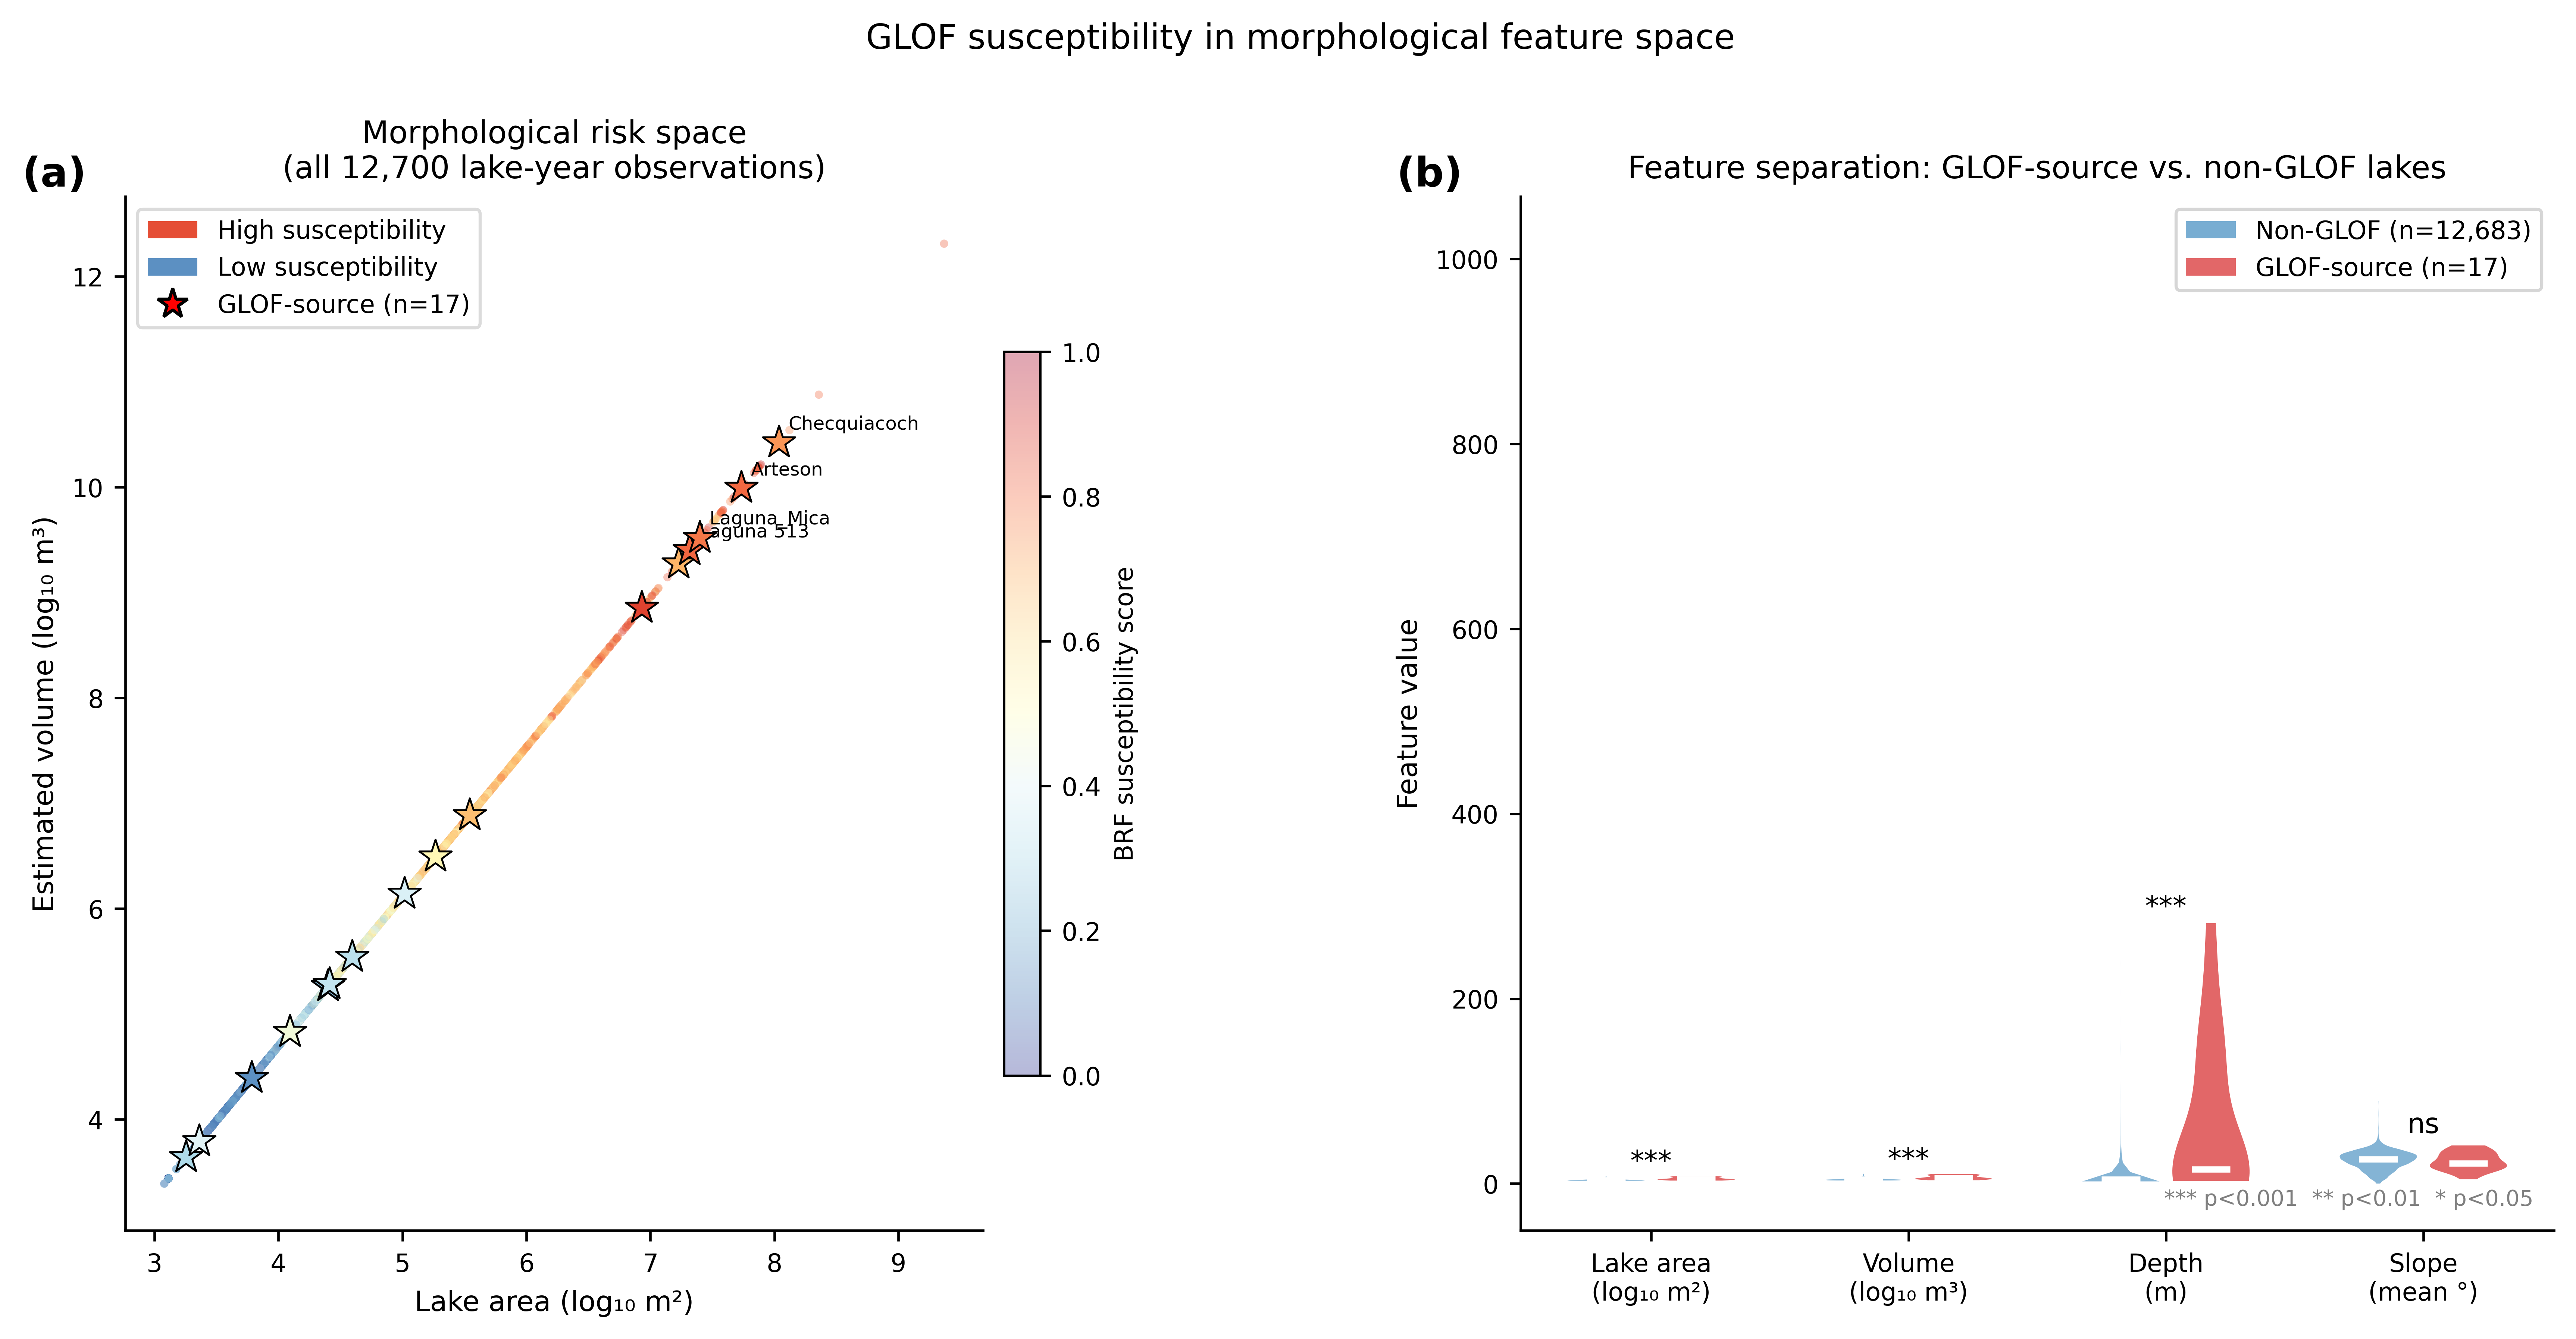 GLOF susceptibility in morphological feature space
(a)
Morphological risk space
(all 12,700 lake-year observations)
High susceptibility
Low susceptibility
GLOF-source (n=17)
Checquiacoch
Arteson
Laguna_Mica
aguna 513
Estimated volume (log₁₀ m³)
12
10
8
6
4
3 4 5 6 7 8 9
Lake area (log₁₀ m²)
1.0
0.8
0.6
0.4
0.2
0.0
BRF susceptibility score
(b)
Feature separation: GLOF-source vs. non-GLOF lakes
Non-GLOF (n=12,683)
GLOF-source (n=17)
Feature value
1000
800
600
400
200
0
***
***
***
ns
*** p<0.001 ** p<0.01 * p<0.05
Lake area
(log₁₀ m²)
Volume
(log₁₀ m³)
Depth
(m)
Slope
(mean °)